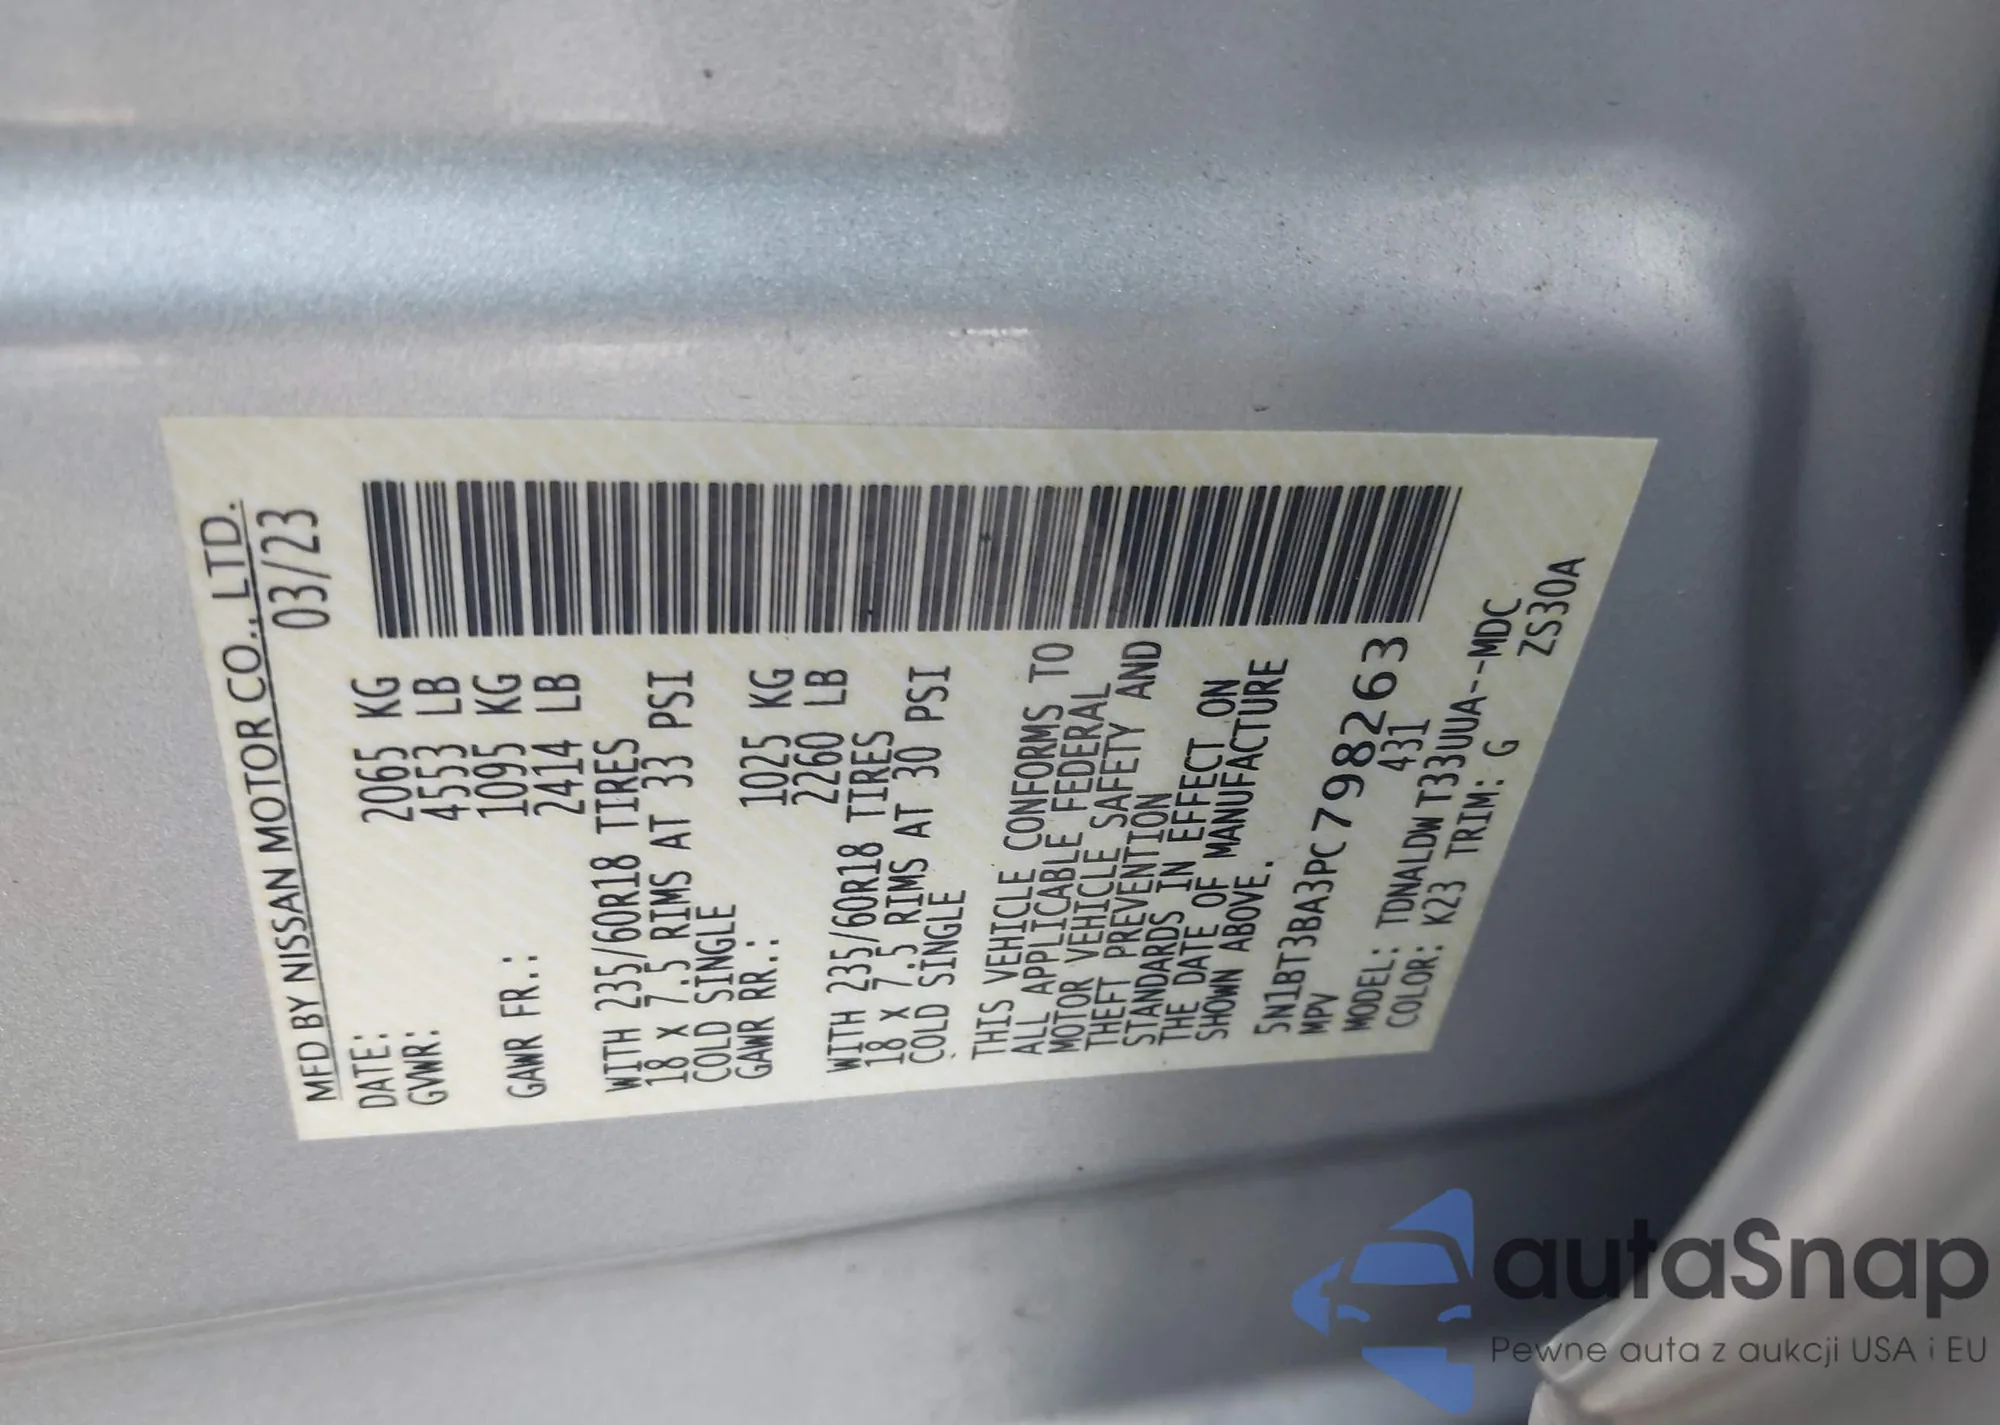 MFD BY NISSAN MOTOR CO., LTD.
DATE: 03/23
GVWR: 2065 KG
4553 LB
GAWR FR.: 1095 KG
2414 LB
WITH 235/60R18 TIRES
18 X 7.5 RIMS AT 33 PSI
COLD SINGLE
GAWR RR.: 1025 KG
2260 LB
WITH 235/60R18 TIRES
18 X 7.5 RIMS AT 30 PSI
COLD SINGLE
THIS VEHICLE CONFORMS TO
ALL APPLICABLE FEDERAL
MOTOR VEHICLE SAFETY AND
THEFT PREVENTION
STANDARDS IN EFFECT ON
THE DATE OF MANUFACTURE
SHOWN ABOVE.
5N1BT3BA3PC798263
MPV 431
MODEL: TDNALDW T33UUA--MDC
COLOR: K23 TRIM: G ZS30A
autaSnap
Pewne auta z aukcji USA i EU